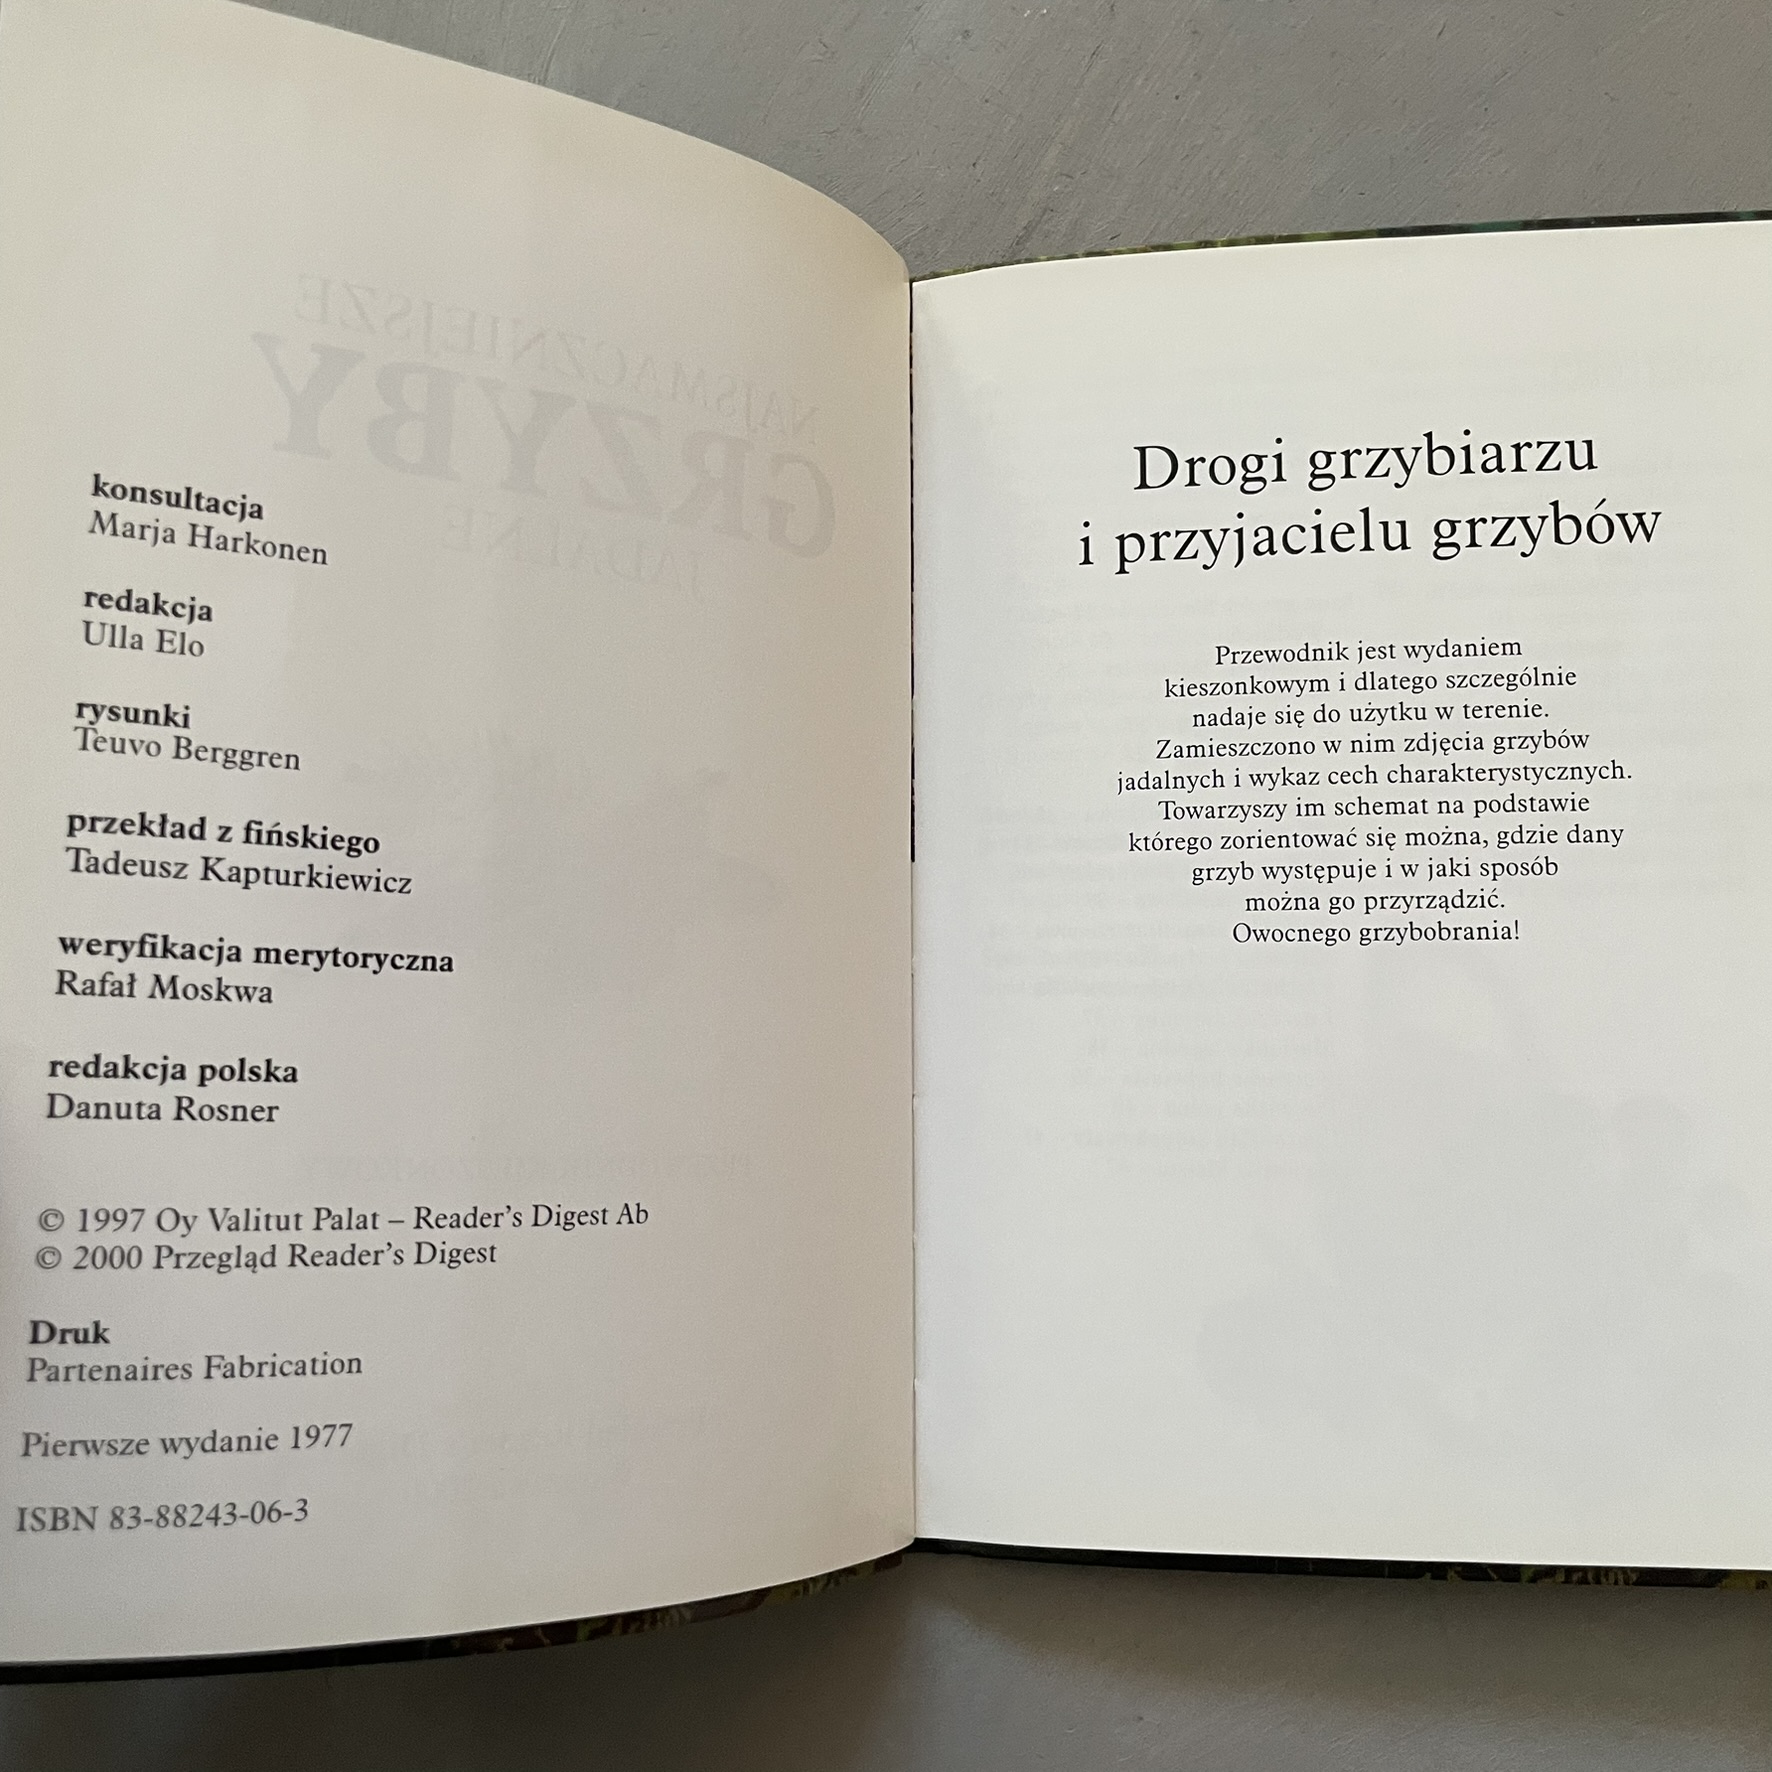 NAJSMACZNIEJSZE
GRZYBY
JADALNE
konsultacja
Marja Harkonen
redakcja
Ulla Elo
rysunki
Teuvo Berggren
przekład z fińskiego
Tadeusz Kapturkiewicz
weryfikacja merytoryczna
Rafał Moskwa
redakcja polska
Danuta Rosner
© 1997 Oy Valitut Palat – Reader's Digest Ab
© 2000 Przegląd Reader's Digest
Druk
Partenaires Fabrication
Pierwsze wydanie 1977
ISBN 83-88243-06-3
Drogi grzybiarzu
i przyjacielu grzybów
Przewodnik jest wydaniem
kieszonkowym i dlatego szczególnie
nadaje się do użytku w terenie.
Zamieszczono w nim zdjęcia grzybów
jadalnych i wykaz cech charakterystycznych.
Towarzyszy im schemat na podstawie
którego zorientować się można, gdzie dany
grzyb występuje i w jaki sposób
można go przyrządzić.
Owocnego grzybobrania!